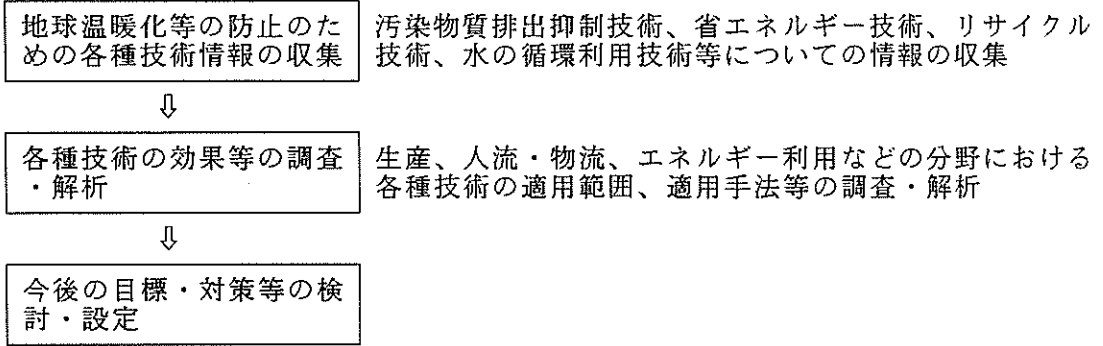 地球温暖化等の防止のた
めの各種技術情報の収集
汚染物質排出抑制技術、省エネルギー技術、リサイクル
技術、水の循環利用技術等についての情報の収集
⇩
各種技術の効果等の調査
・解析
生産、人流・物流、エネルギー利用などの分野における
各種技術の適用範囲、適用手法等の調査・解析
⇩
今後の目標・対策等の検
討・設定